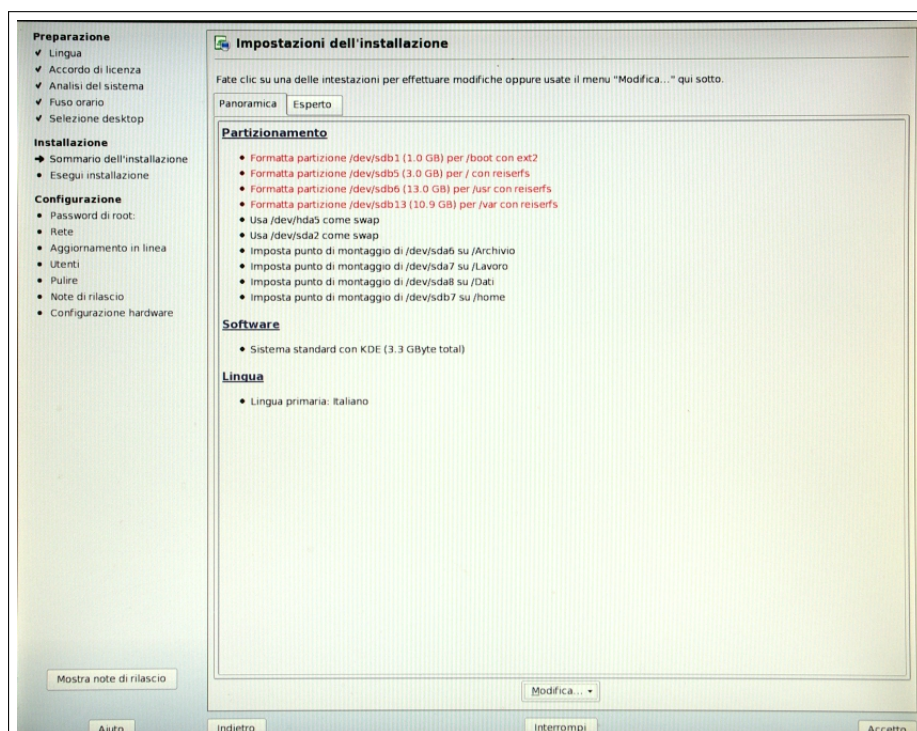 Preparazione
Lingua
Accordo di licenza
Analisi del sistema
Fuso orario
Selezione desktop
Installazione
Sommario dell'installazione
Esegui installazione
Configurazione
Password di root:
Rete
Aggiornamento in linea
Utenti
Pulire
Note di rilascio
Configurazione hardware
Mostra note di rilascio
Aiuto
Impostazioni dell'installazione
Fate clic su una delle intestazioni per effettuare modifiche oppure usate il menu "Modifica..." qui sotto.
Panoramica
Esperto
Partizionamento
Formatta partizione /dev/sdb1 (1.0 GB) per /boot con ext2
Formatta partizione /dev/sdb5 (3.0 GB) per / con reiserfs
Formatta partizione /dev/sdb6 (13.0 GB) per /usr con reiserfs
Formatta partizione /dev/sdb13 (10.9 GB) per /var con reiserfs
Usa /dev/hda5 come swap
Usa /dev/sda2 come swap
Imposta punto di montaggio di /dev/sda6 su /Archivio
Imposta punto di montaggio di /dev/sda7 su /Lavoro
Imposta punto di montaggio di /dev/sda8 su /Dati
Imposta punto di montaggio di /dev/sdb7 su /home
Software
Sistema standard con KDE (3.3 GByte total)
Lingua
Lingua primaria: Italiano
Modifica...
Indietro
Interrompi
Accetto